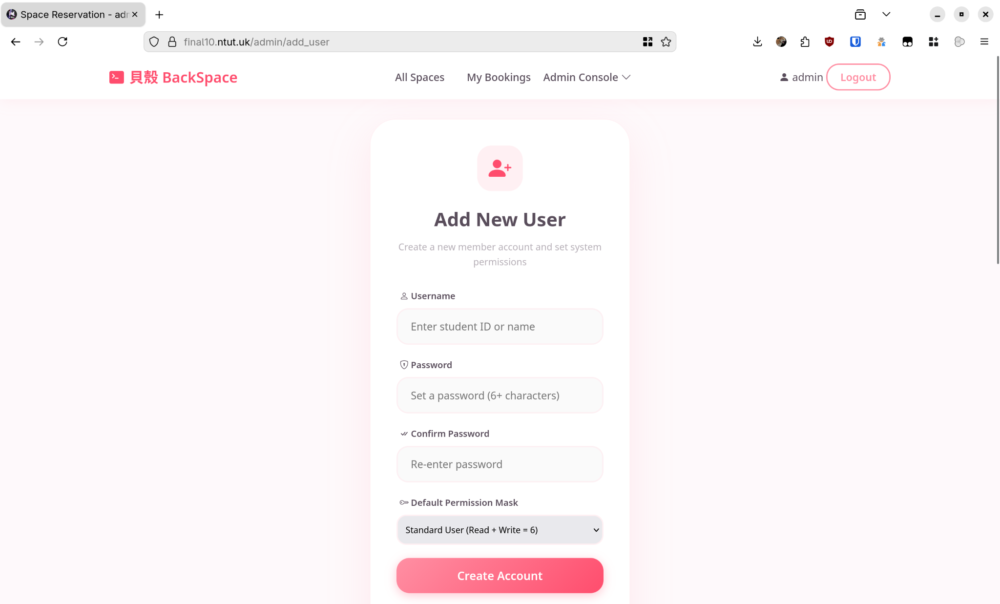 Space Reservation - adm
final10.ntut.uk/admin/add_user
貝殼 BackSpace
All Spaces
My Bookings
Admin Console
admin
Logout
Add New User
Create a new member account and set system
permissions
Username
Enter student ID or name
Password
Set a password (6+ characters)
Confirm Password
Re-enter password
Default Permission Mask
Standard User (Read + Write = 6)
Create Account